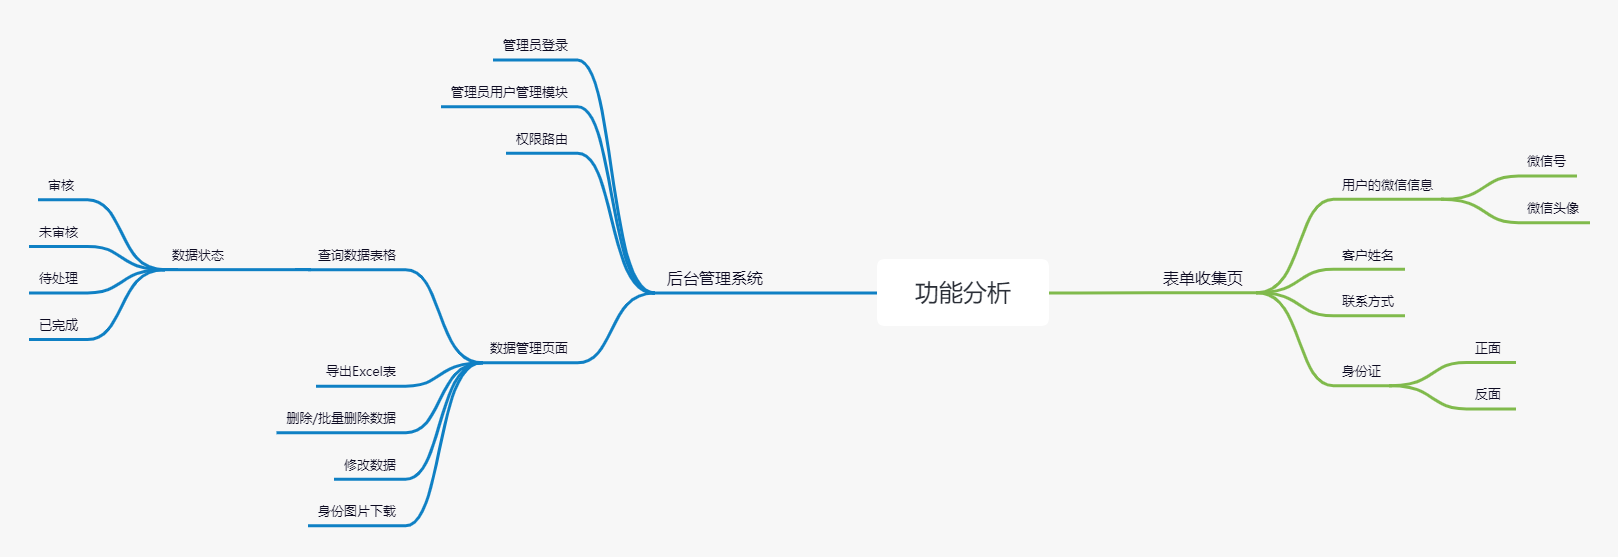 功能分析
后台管理系统
管理员登录
管理员用户管理模块
权限路由
数据管理页面
查询数据表格
数据状态
审核
未审核
待处理
已完成
导出Excel表
删除/批量删除数据
修改数据
身份图片下载
表单收集页
用户的微信信息
微信号
微信头像
客户姓名
联系方式
身份证
正面
反面